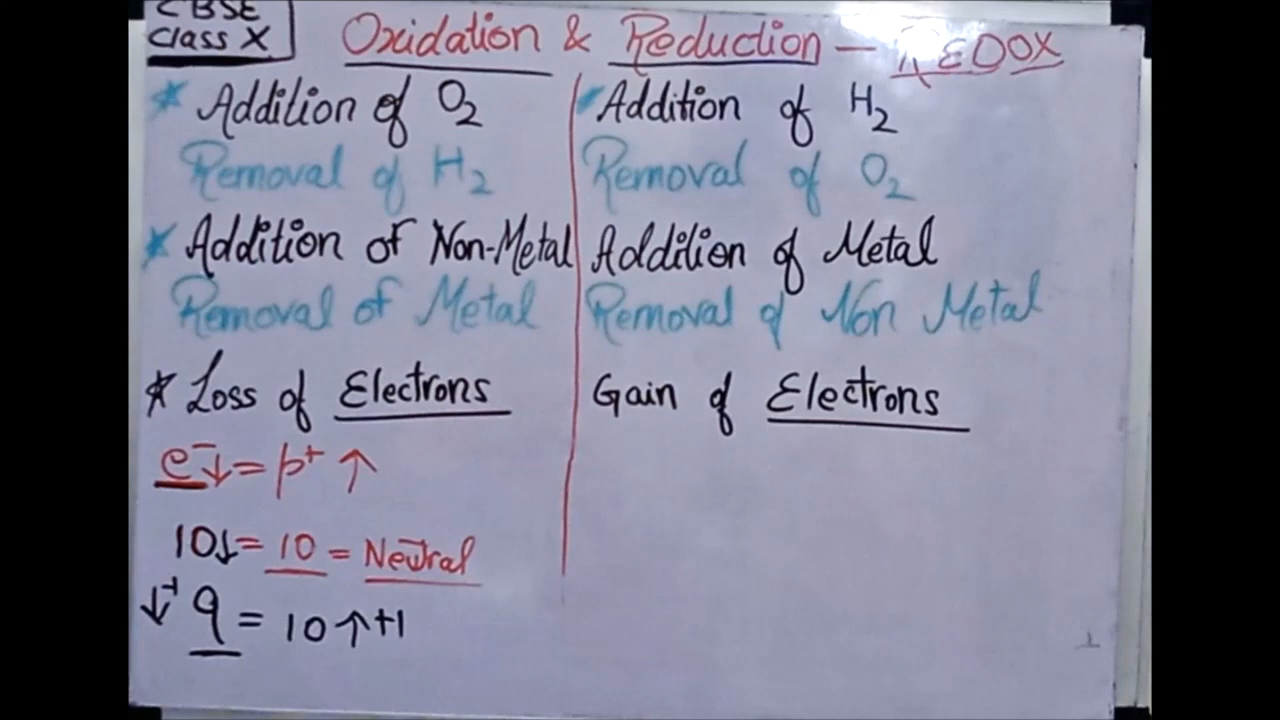 CBSE
Class X
Oxidation & Reduction - REDOX
* Addition of O2
Removal of H2
* Addition of Non-Metal
Removal of Metal
* Loss of Electrons
e-↓ = p+ ↑
10↓ = 10 = Neutral
↓-1 9 = 10 ↑ +1
Addition of H2
Removal of O2
Addition of Metal
Removal of Non Metal
Gain of Electrons